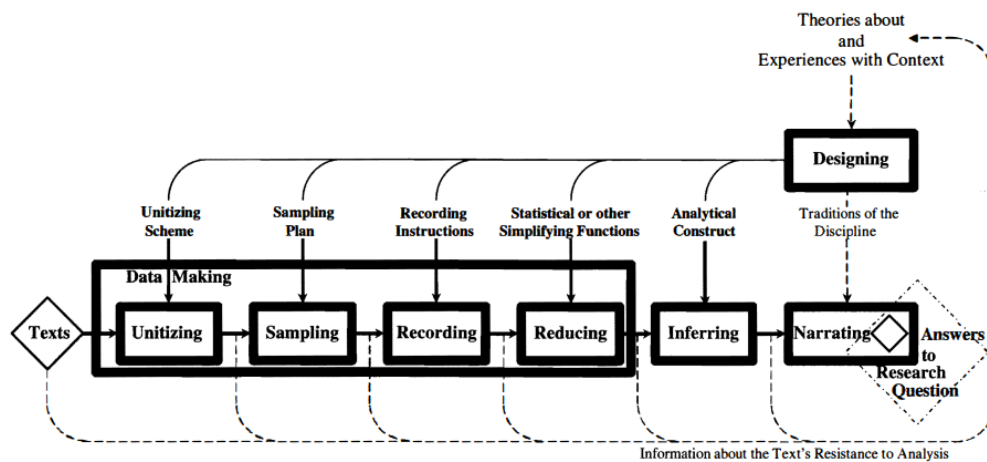 Theories about
and
Experiences with Context
Designing
Unitizing
Scheme
Sampling
Plan
Recording
Instructions
Statistical or other
Simplifying Functions
Analytical
Construct
Traditions of the
Discipline
Data Making
Texts
Unitizing
Sampling
Recording
Reducing
Inferring
Narrating
Answers
to
Research
Question
Information about the Text's Resistance to Analysis